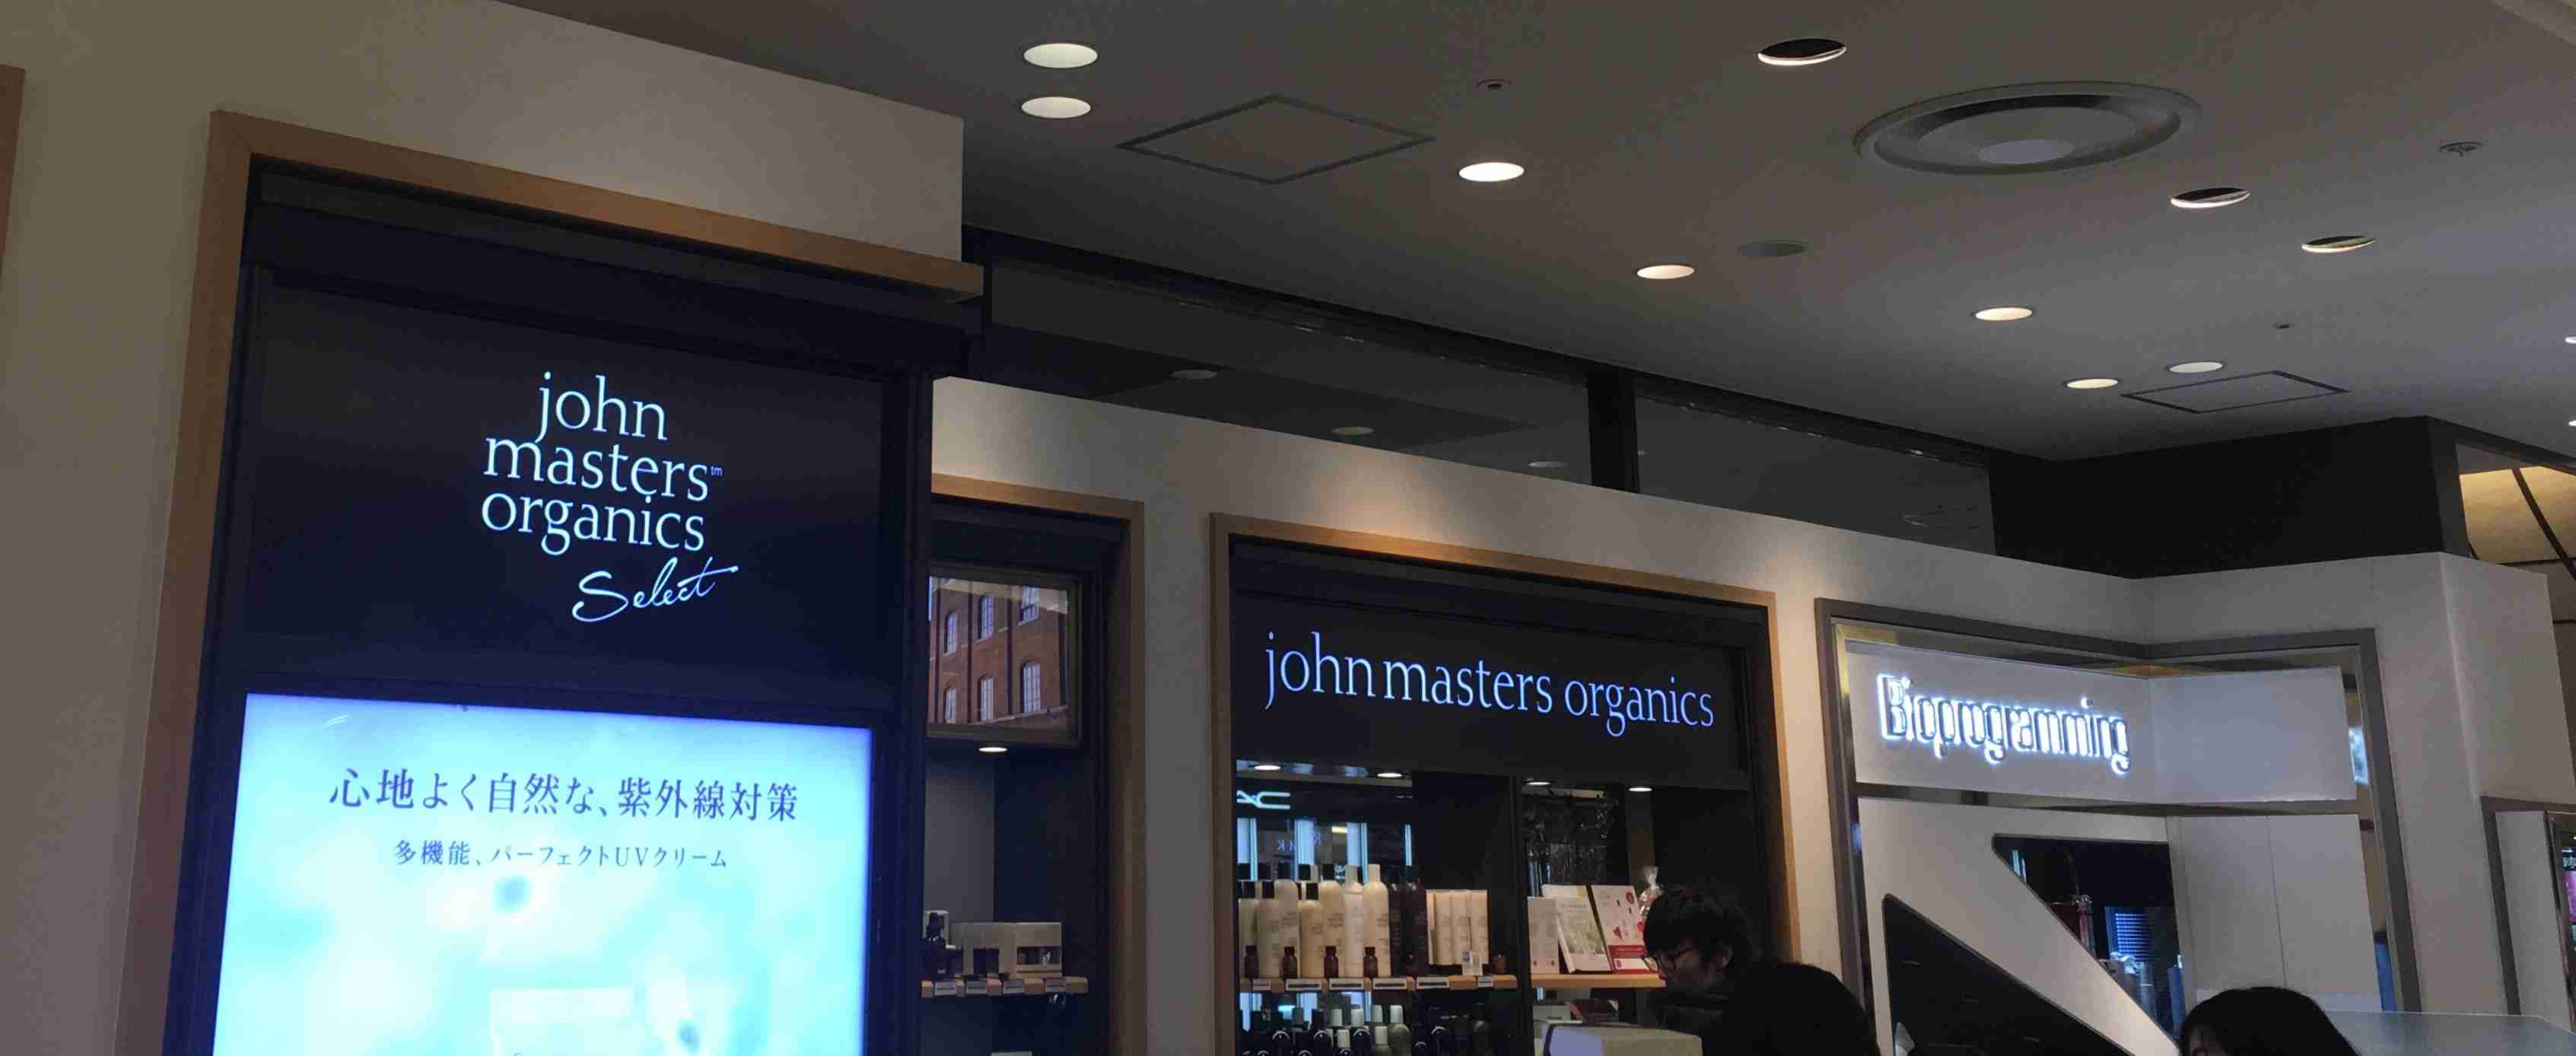 john
masters™
organics
Select
心地よく自然な、紫外線対策
多機能、パーフェクトUVクリーム
john masters organics
Bioprogramming